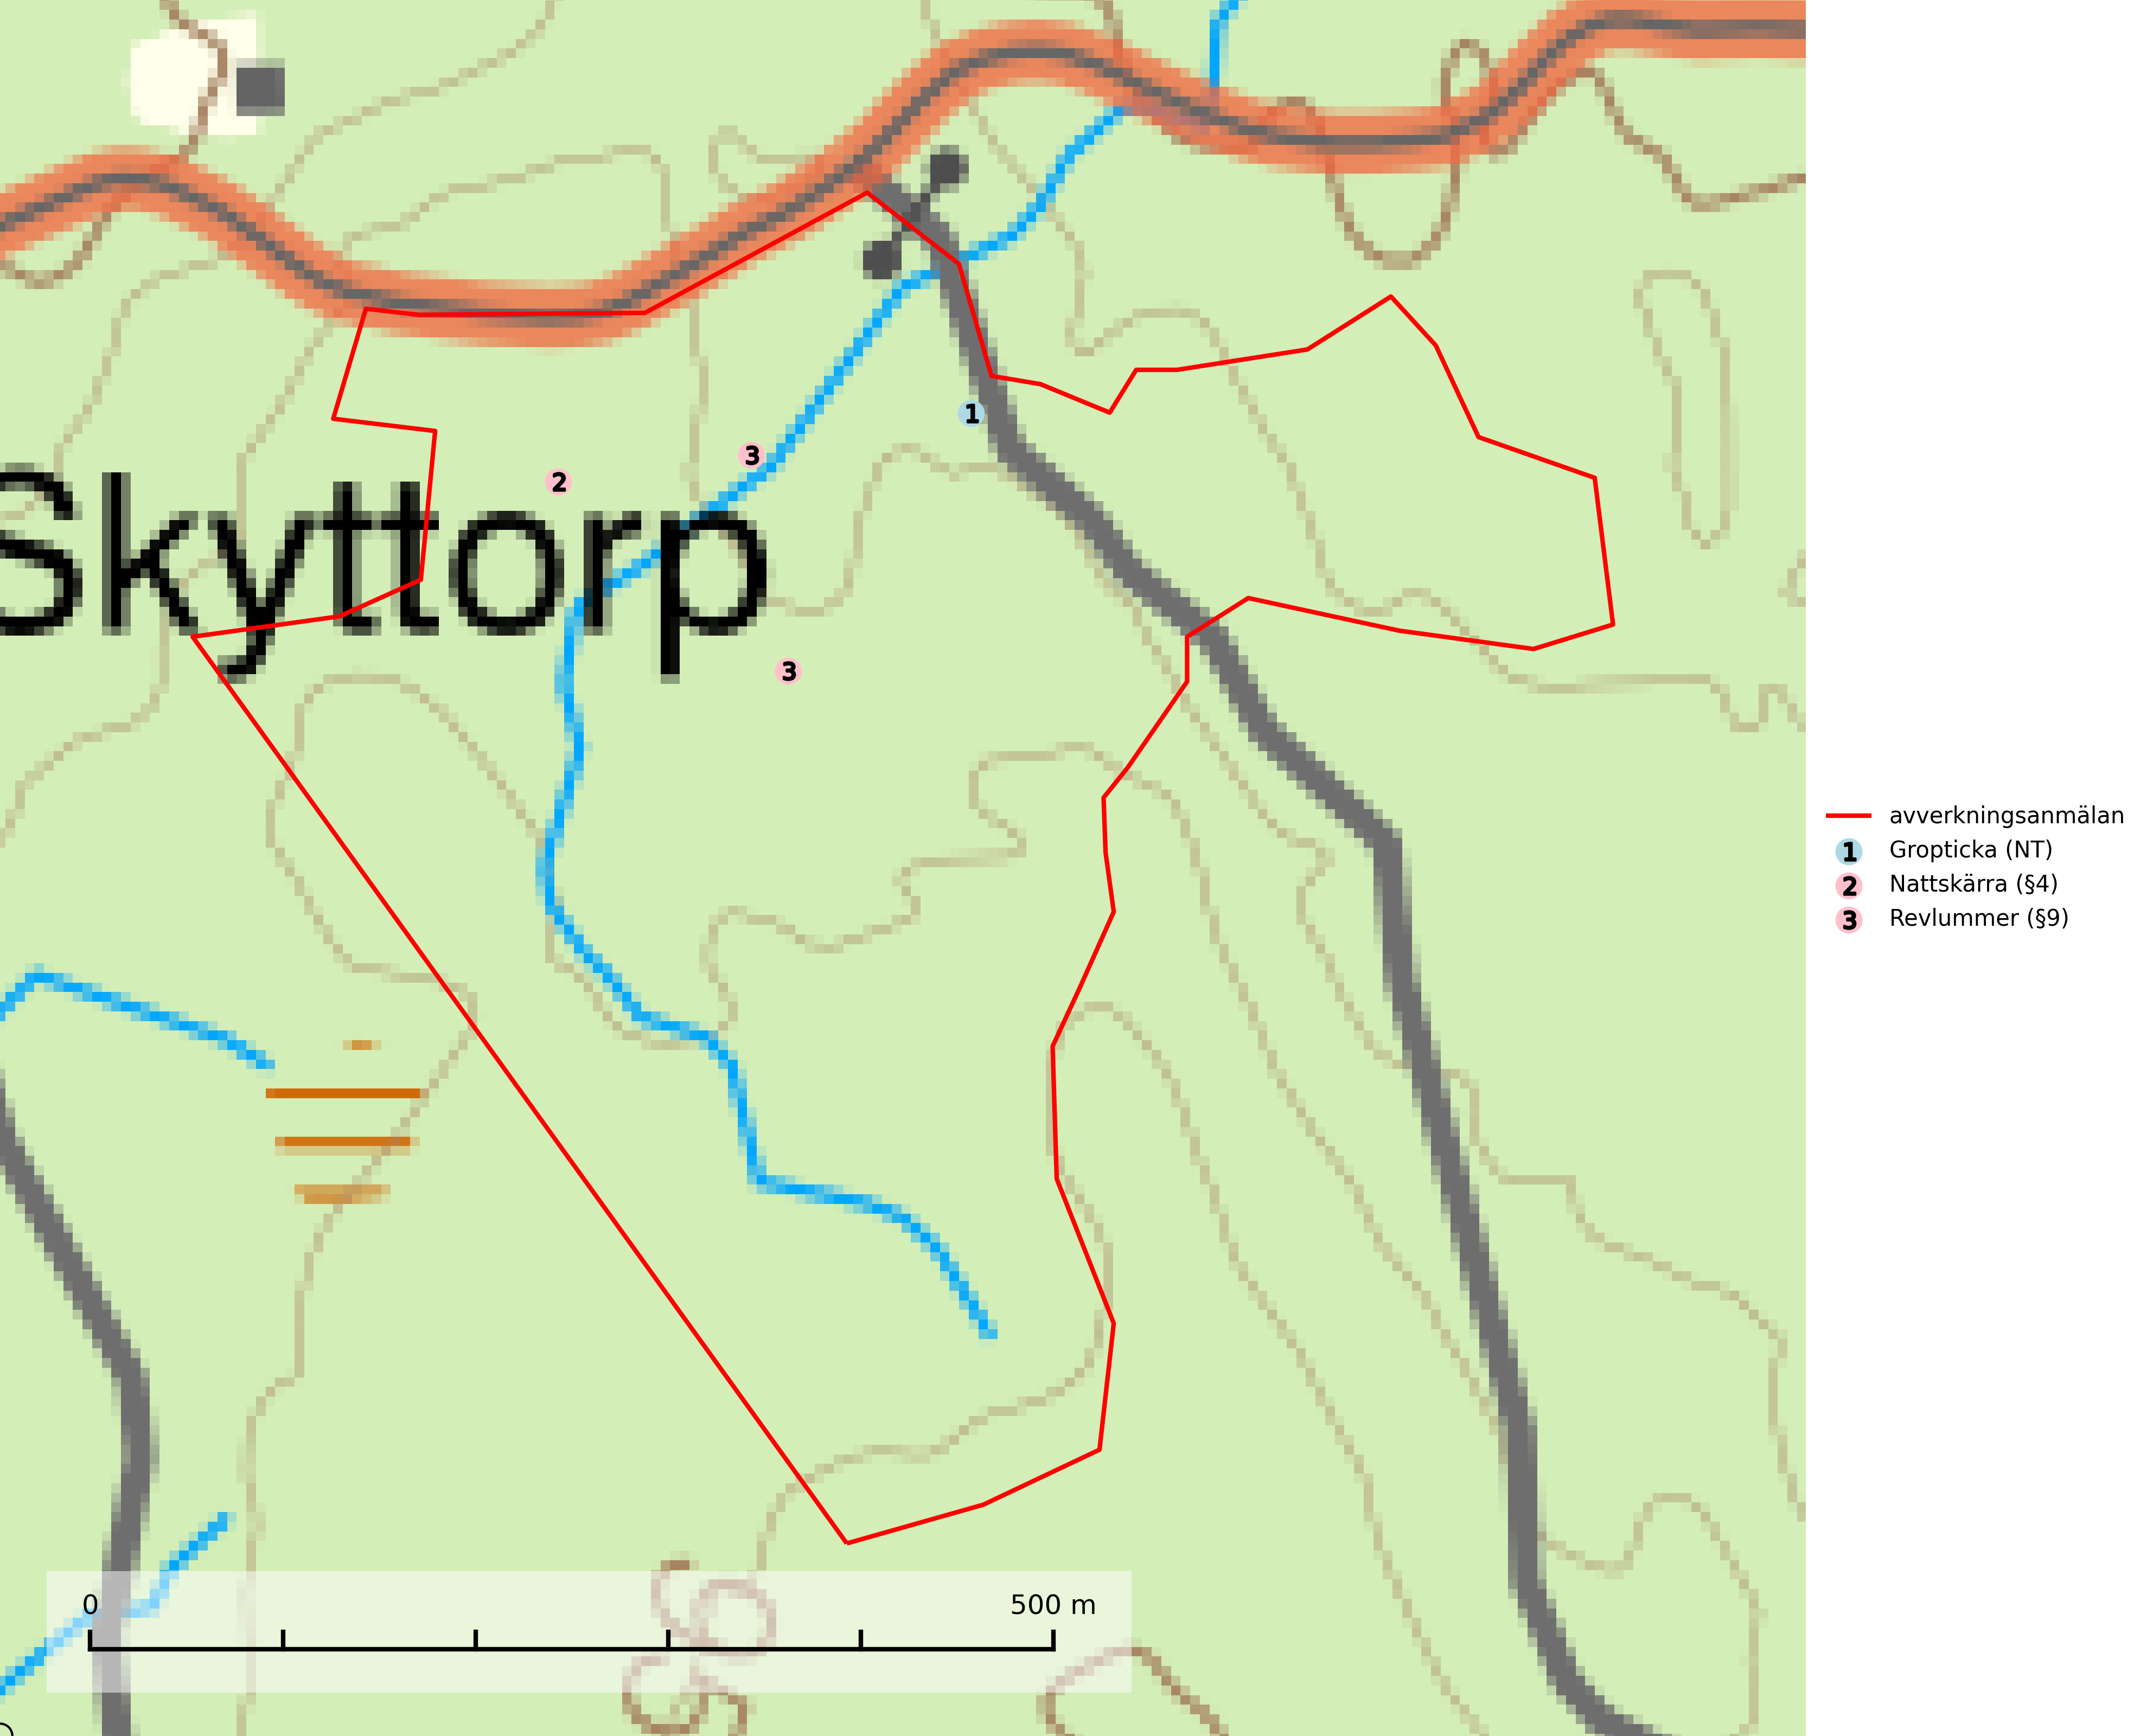 Skyttorp
1
3
2
3
avverkningsanmälan
1 Gropticka (NT)
2 Nattskärra (§4)
3 Revlummer (§9)
0 500 m